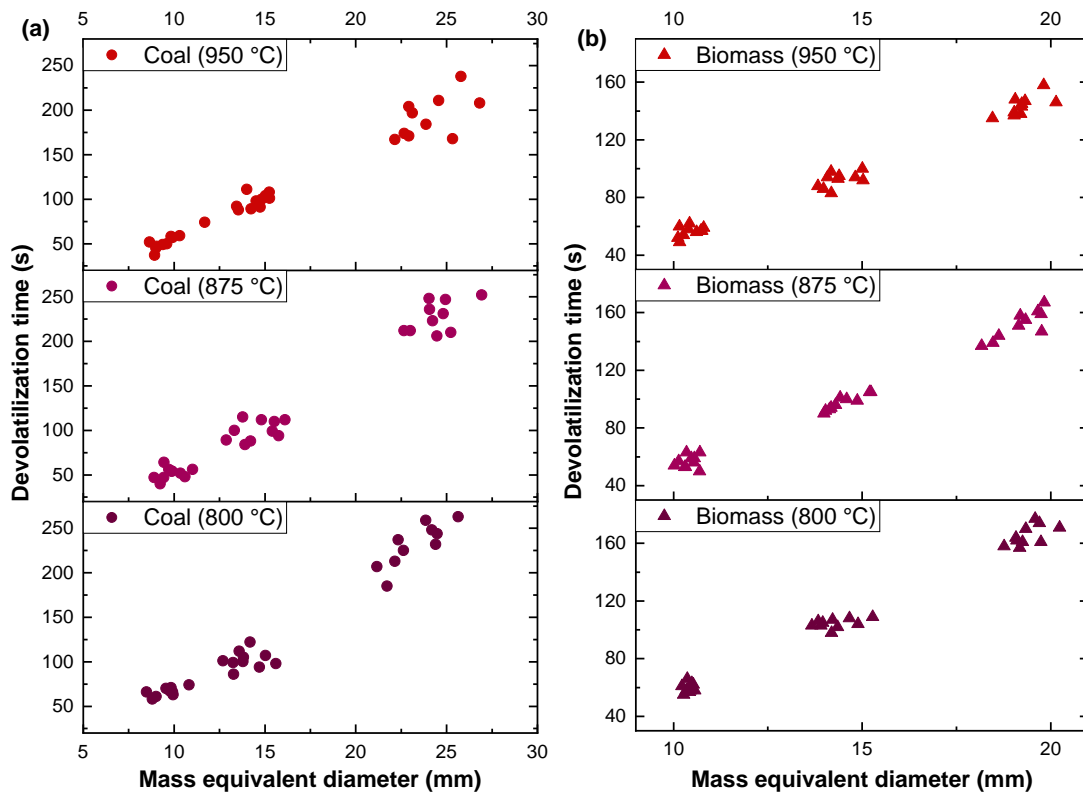 5 10 15 20 25 30
(a)
Coal (950 °C)
250
200
150
100
50
Coal (875 °C)
250
200
150
100
50
Coal (800 °C)
250
200
150
100
50
5 10 15 20 25 30
Devolatilization time (s)
Mass equivalent diameter (mm)
10 15 20
(b)
Biomass (950 °C)
160
120
80
40
Biomass (875 °C)
160
120
80
40
Biomass (800 °C)
160
120
80
40
10 15 20
Devolatilization time (s)
Mass equivalent diameter (mm)